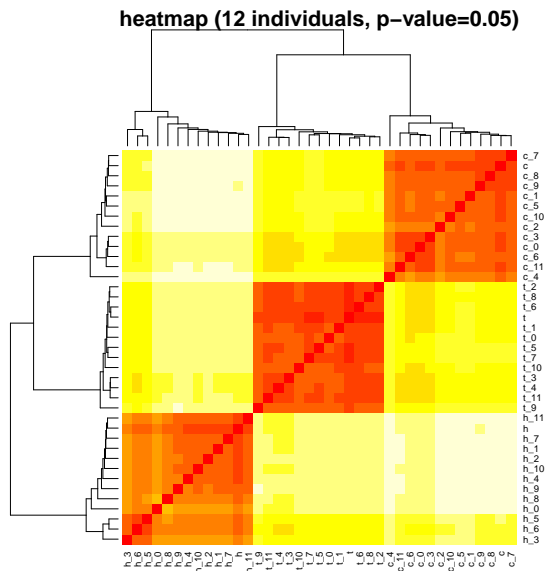 heatmap (12 individuals, p−value=0.05)
c_7
c
c_8
c_9
c_1
c_5
c_10
c_2
c_3
c_0
c_6
c_11
c_4
t_2
t_8
t_6
t
t_1
t_0
t_5
t_7
t_10
t_3
t_4
t_11
t_9
h_11
h
h_7
h_1
h_2
h_10
h_4
h_9
h_8
h_0
h_5
h_6
h_3
h_3 h_6 h_5 h_0 h_8 h_9 h_4 h_10 h_2 h_1 h_7 h h_11 t_9 t_11 t_4 t_3 t_10 t_7 t_5 t_0 t_1 t t_6 t_8 t_2 c_4 c_11 c_6 c_0 c_3 c_2 c_10 c_5 c_1 c_9 c_8 c c_7